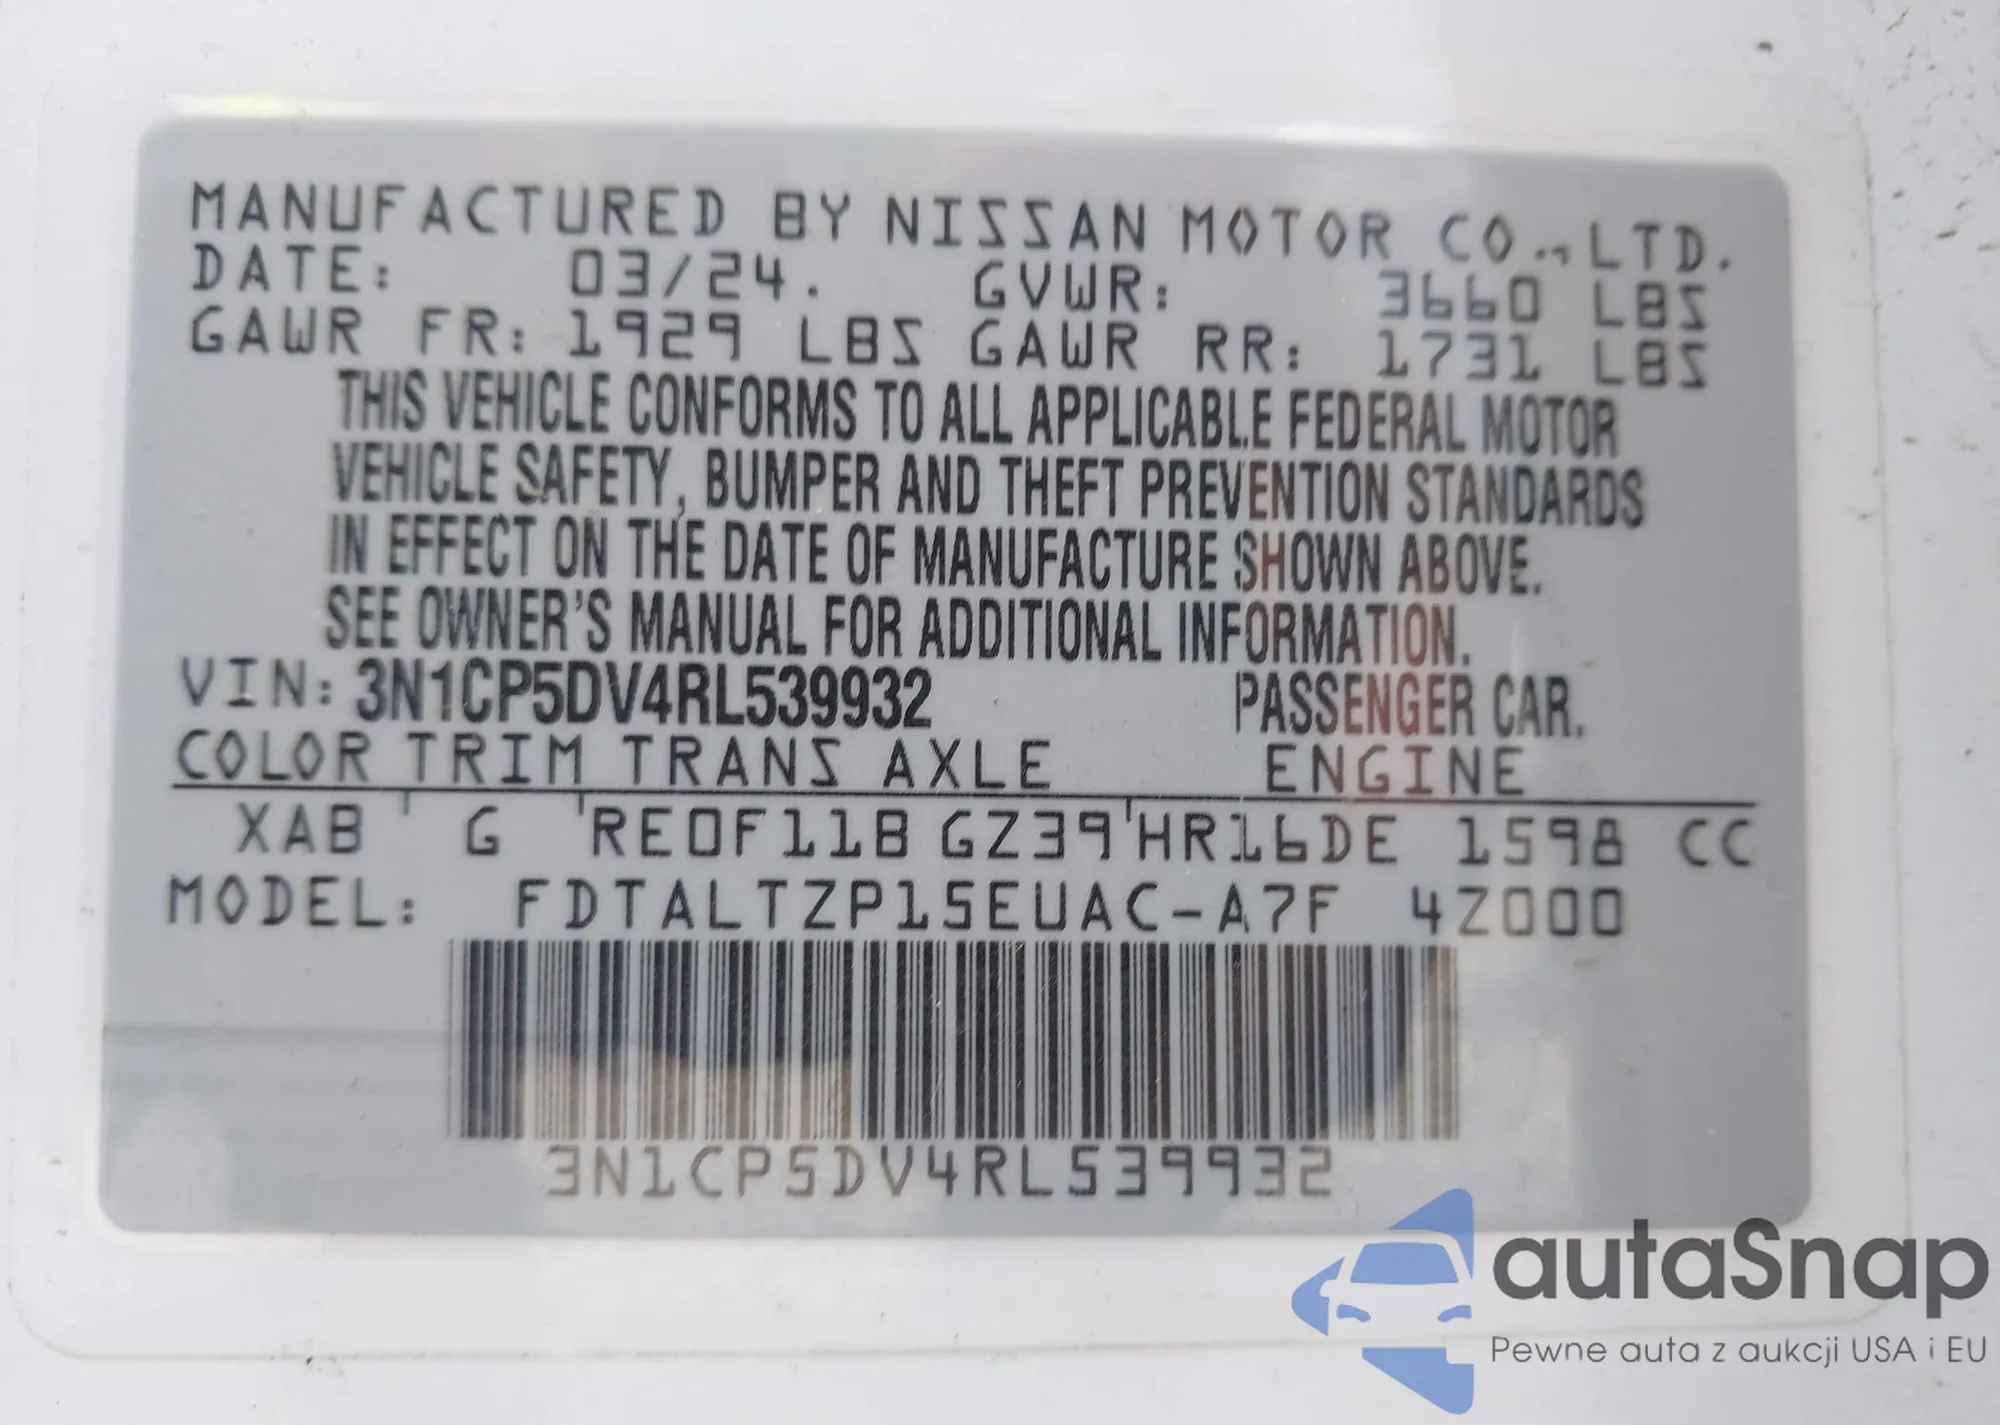 MANUFACTURED BY NISSAN MOTOR CO., LTD.
DATE: 03/24. GVWR: 3660 LBS
GAWR FR: 1929 LBS GAWR RR: 1731 LBS
THIS VEHICLE CONFORMS TO ALL APPLICABLE FEDERAL MOTOR
VEHICLE SAFETY, BUMPER AND THEFT PREVENTION STANDARDS
IN EFFECT ON THE DATE OF MANUFACTURE SHOWN ABOVE.
SEE OWNER'S MANUAL FOR ADDITIONAL INFORMATION.
VIN: 3N1CP5DV4RL539932 PASSENGER CAR.
COLOR TRIM TRANS AXLE ENGINE
XAB G RE0F11B GZ39 HR16DE 1598 CC
MODEL: FDTALTZP15EUAC-A7F 4Z000
3N1CP5DV4RL539932
autaSnap
Pewne auta z aukcji USA i EU